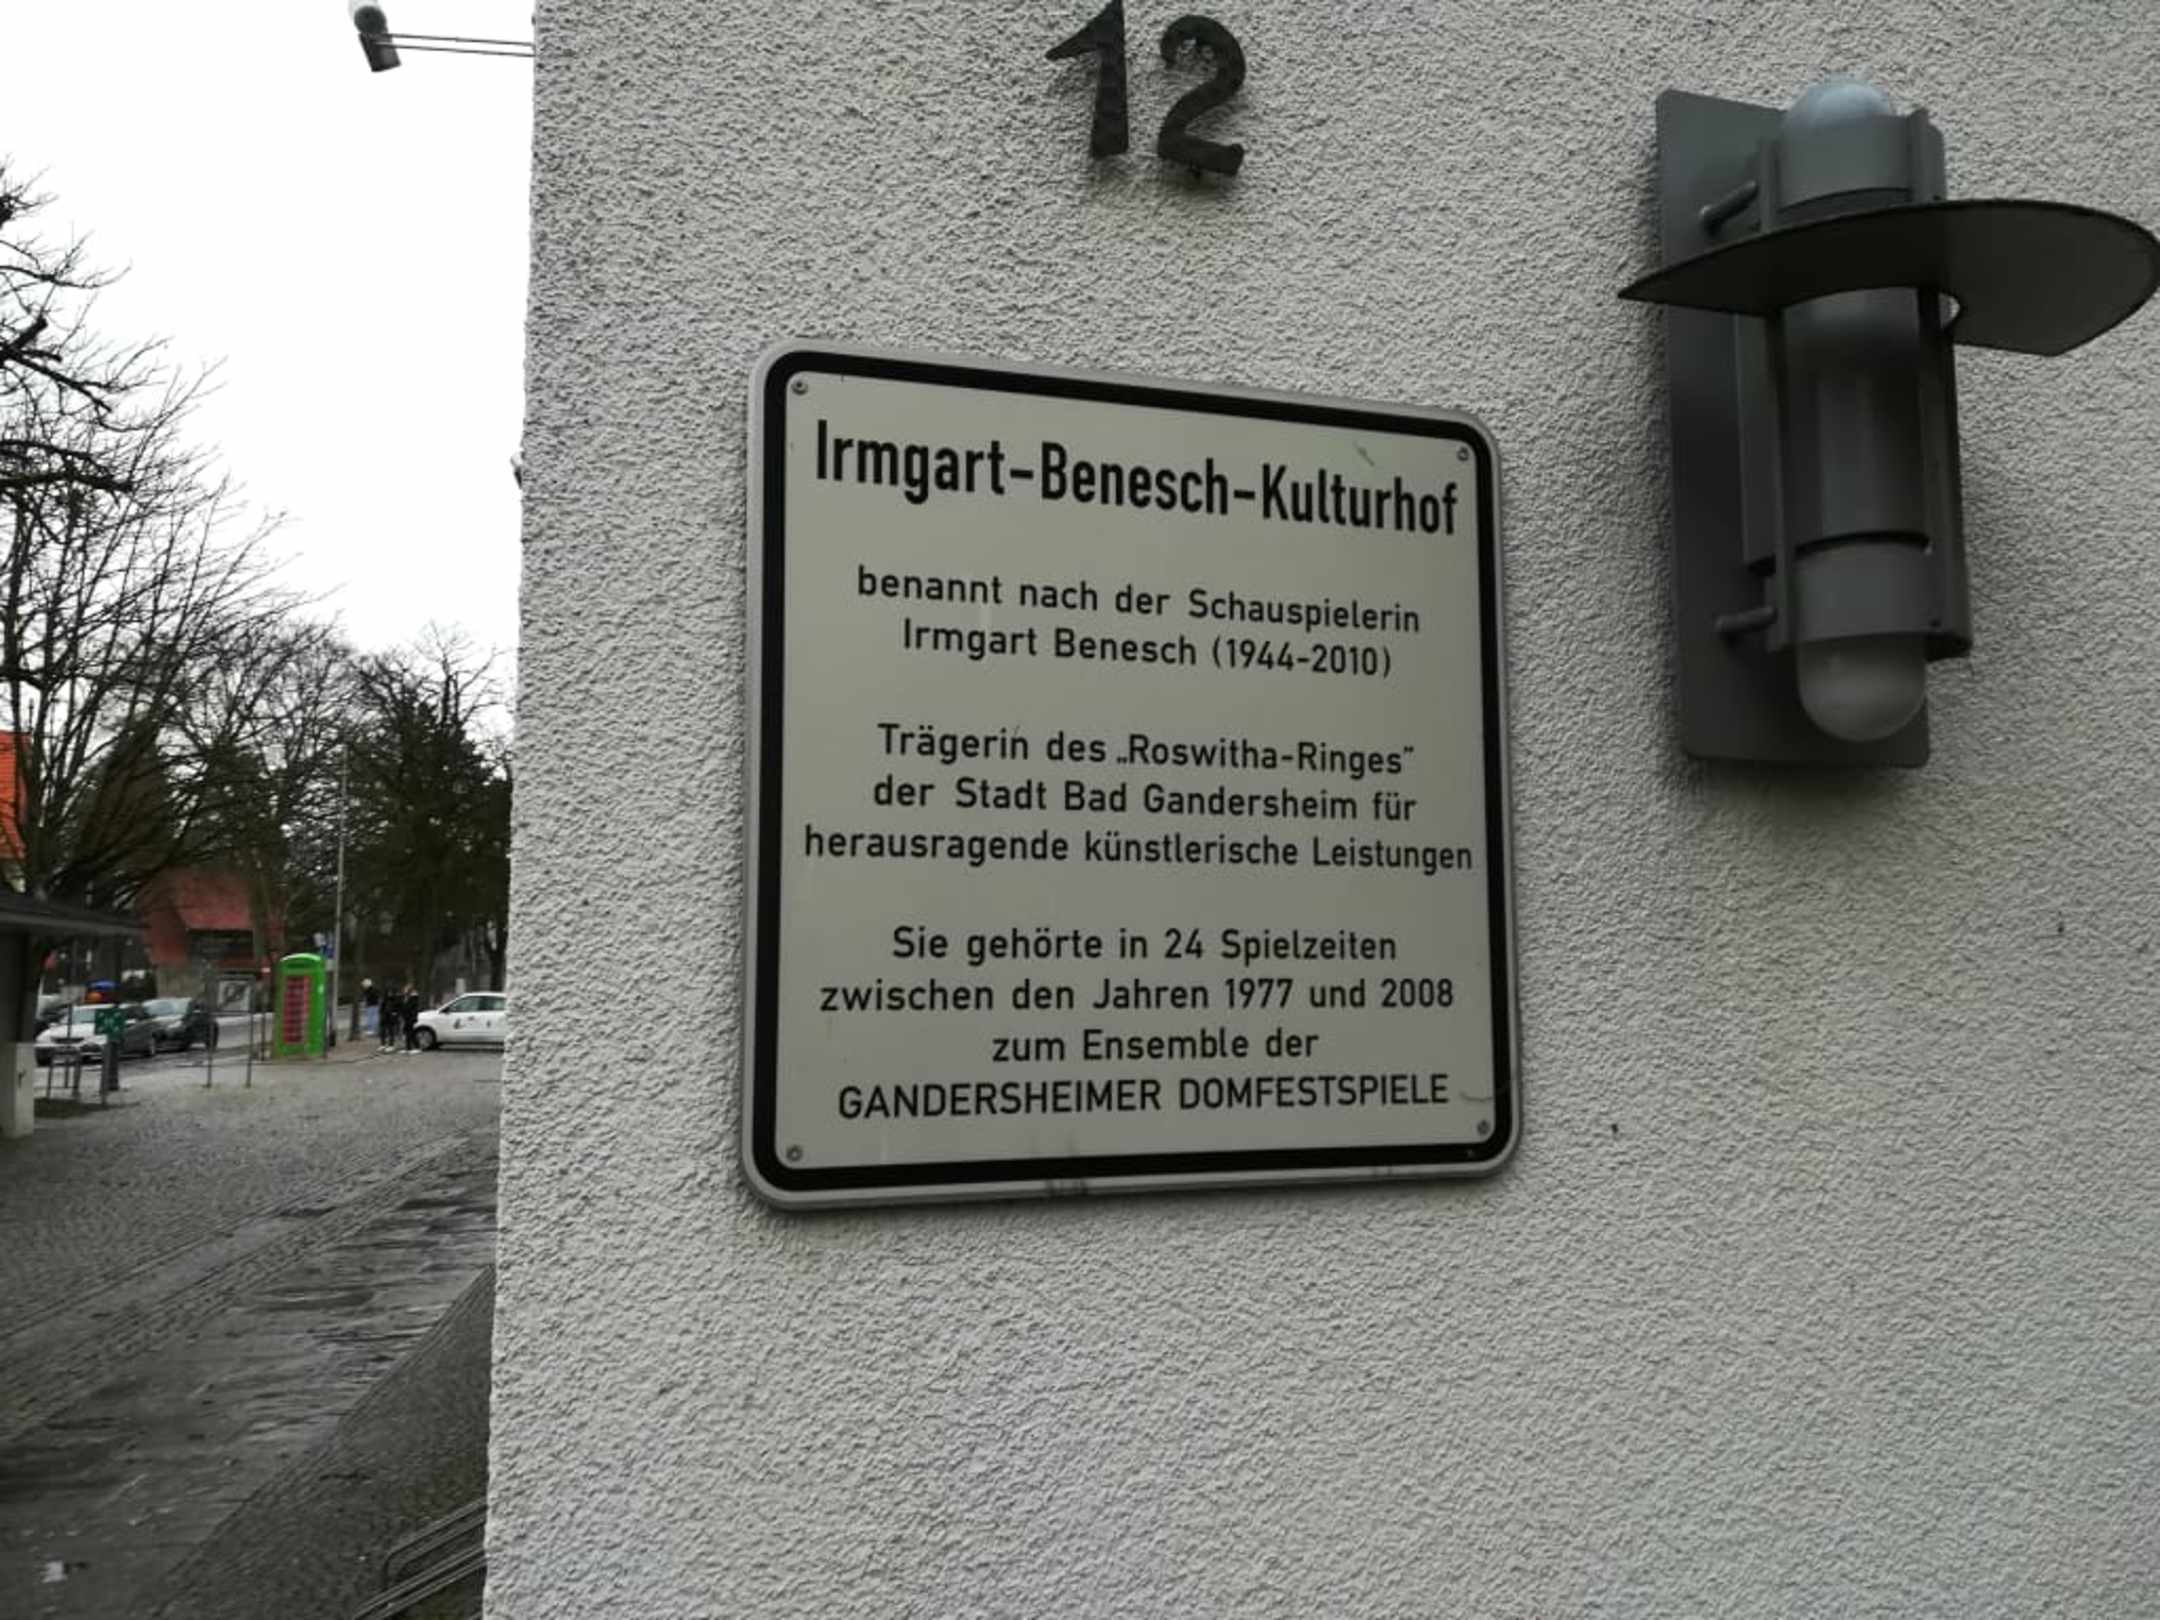 12
Irmgart-Benesch-Kulturhof
benannt nach der Schauspielerin
Irmgart Benesch (1944-2010)
Trägerin des „Roswitha-Ringes”
der Stadt Bad Gandersheim für
herausragende künstlerische Leistungen
Sie gehörte in 24 Spielzeiten
zwischen den Jahren 1977 und 2008
zum Ensemble der
GANDERSHEIMER DOMFESTSPIELE